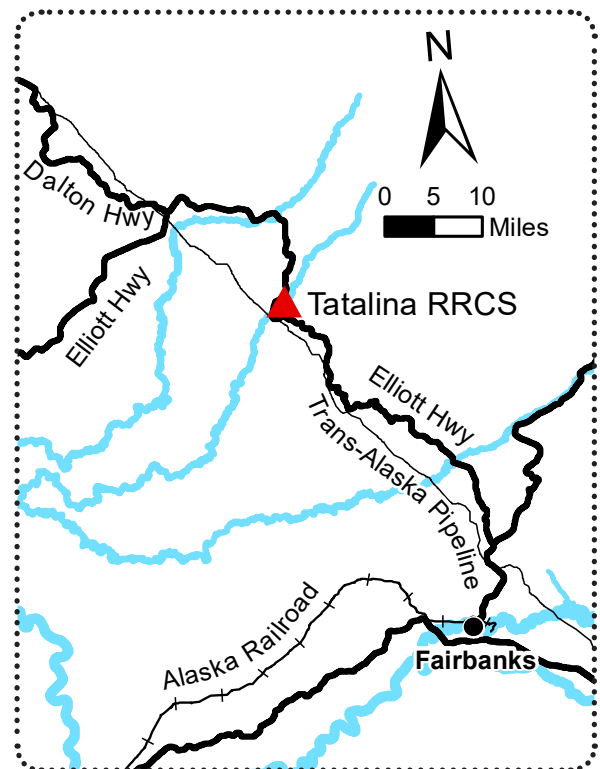 N
0 5 10
Miles
Dalton Hwy
Elliott Hwy
Tatalina RRCS
Elliott Hwy
Trans-Alaska Pipeline
Alaska Railroad
Fairbanks